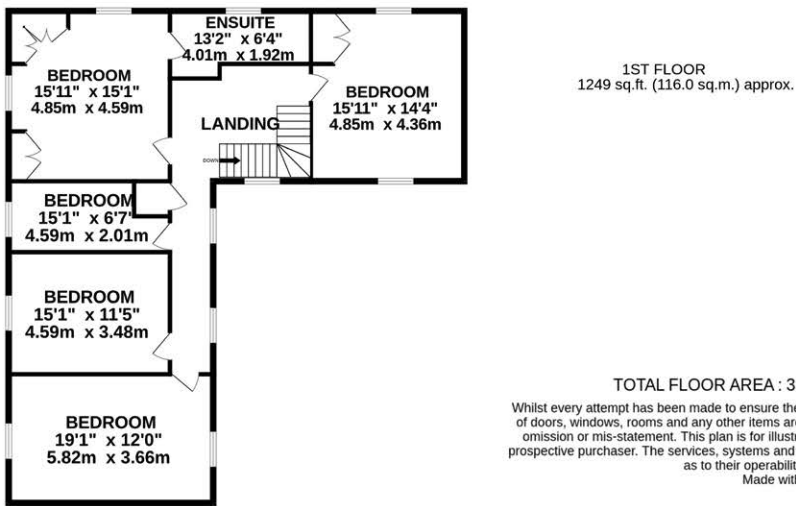 ENSUITE
13'2" x 6'4"
4.01m x 1.92m
BEDROOM
15'11" x 15'1"
4.85m x 4.59m
BEDROOM
15'11" x 14'4"
4.85m x 4.36m
LANDING
DOWN
BEDROOM
15'1" x 6'7"
4.59m x 2.01m
BEDROOM
15'1" x 11'5"
4.59m x 3.48m
BEDROOM
19'1" x 12'0"
5.82m x 3.66m
1ST FLOOR
1249 sq.ft. (116.0 sq.m.) approx.
TOTAL FLOOR AREA : 3
Whilst every attempt has been made to ensure the
of doors, windows, rooms and any other items are
omission or mis-statement. This plan is for illustr
prospective purchaser. The services, systems and
as to their operabilit
Made with